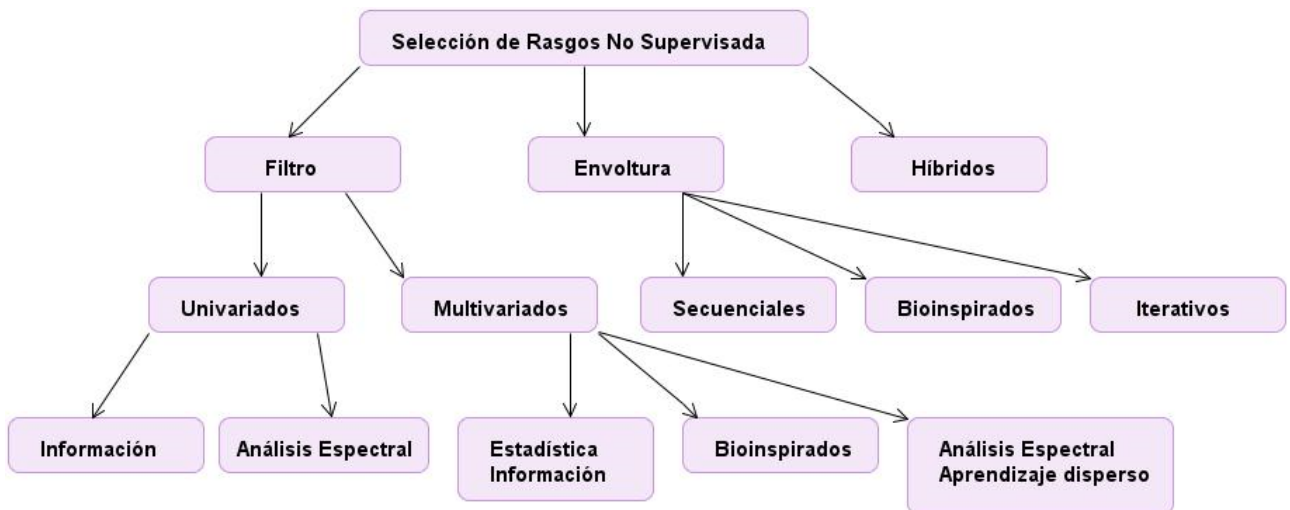 Selección de Rasgos No Supervisada
Filtro
Envoltura
Híbridos
Univariados
Multivariados
Secuenciales
Bioinspirados
Iterativos
Información
Análisis Espectral
Estadística
Información
Bioinspirados
Análisis Espectral
Aprendizaje disperso